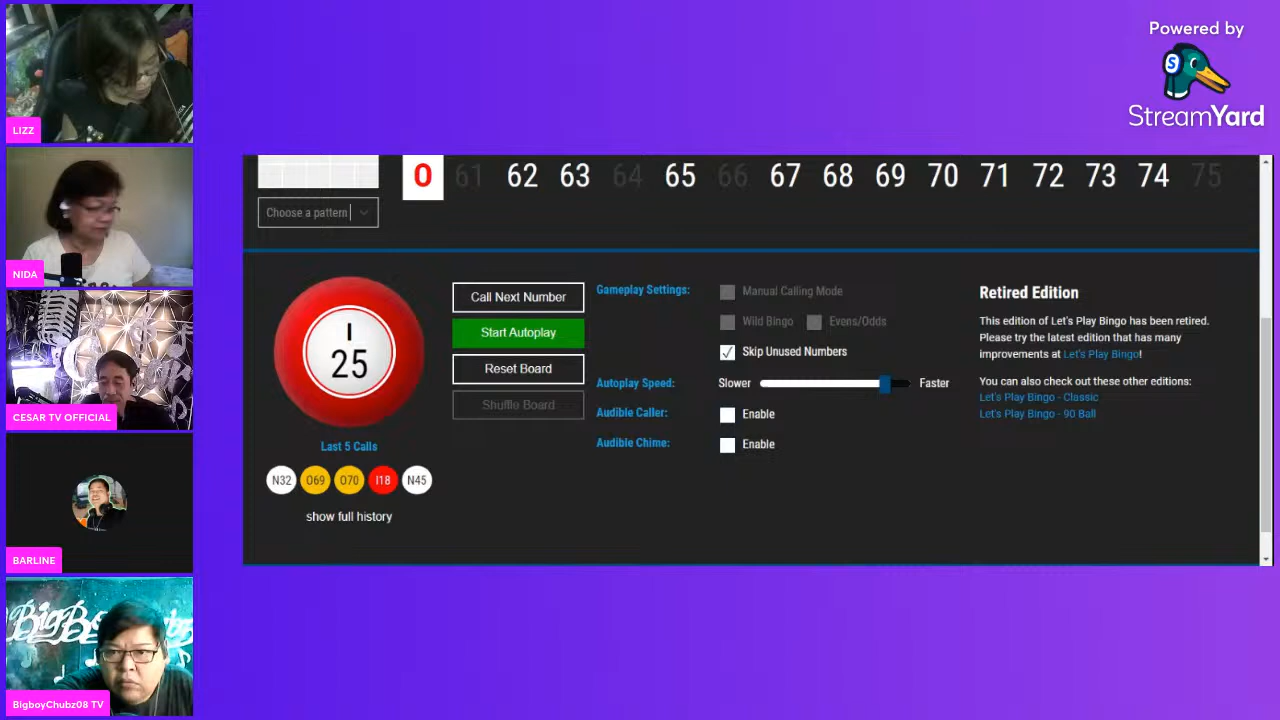 LIZZ
NIDA
CESAR TV OFFICIAL
BARLINE
BigBoyChubz
BigboyChubz08 TV
Powered by
S
StreamYard
O 61 62 63 64 65 66 67 68 69 70 71 72 73 74 75
Choose a pattern
I
25
Last 5 Calls
N32 O69 O70 I18 N45
show full history
Call Next Number
Start Autoplay
Reset Board
Shuffle Board
Gameplay Settings:
Manual Calling Mode
Wild Bingo Evens/Odds
Skip Unused Numbers
Autoplay Speed: Slower Faster
Audible Caller: Enable
Audible Chime: Enable
Retired Edition
This edition of Let's Play Bingo has been retired.
Please try the latest edition that has many
improvements at Let's Play Bingo!
You can also check out these other editions:
Let's Play Bingo - Classic
Let's Play Bingo - 90 Ball